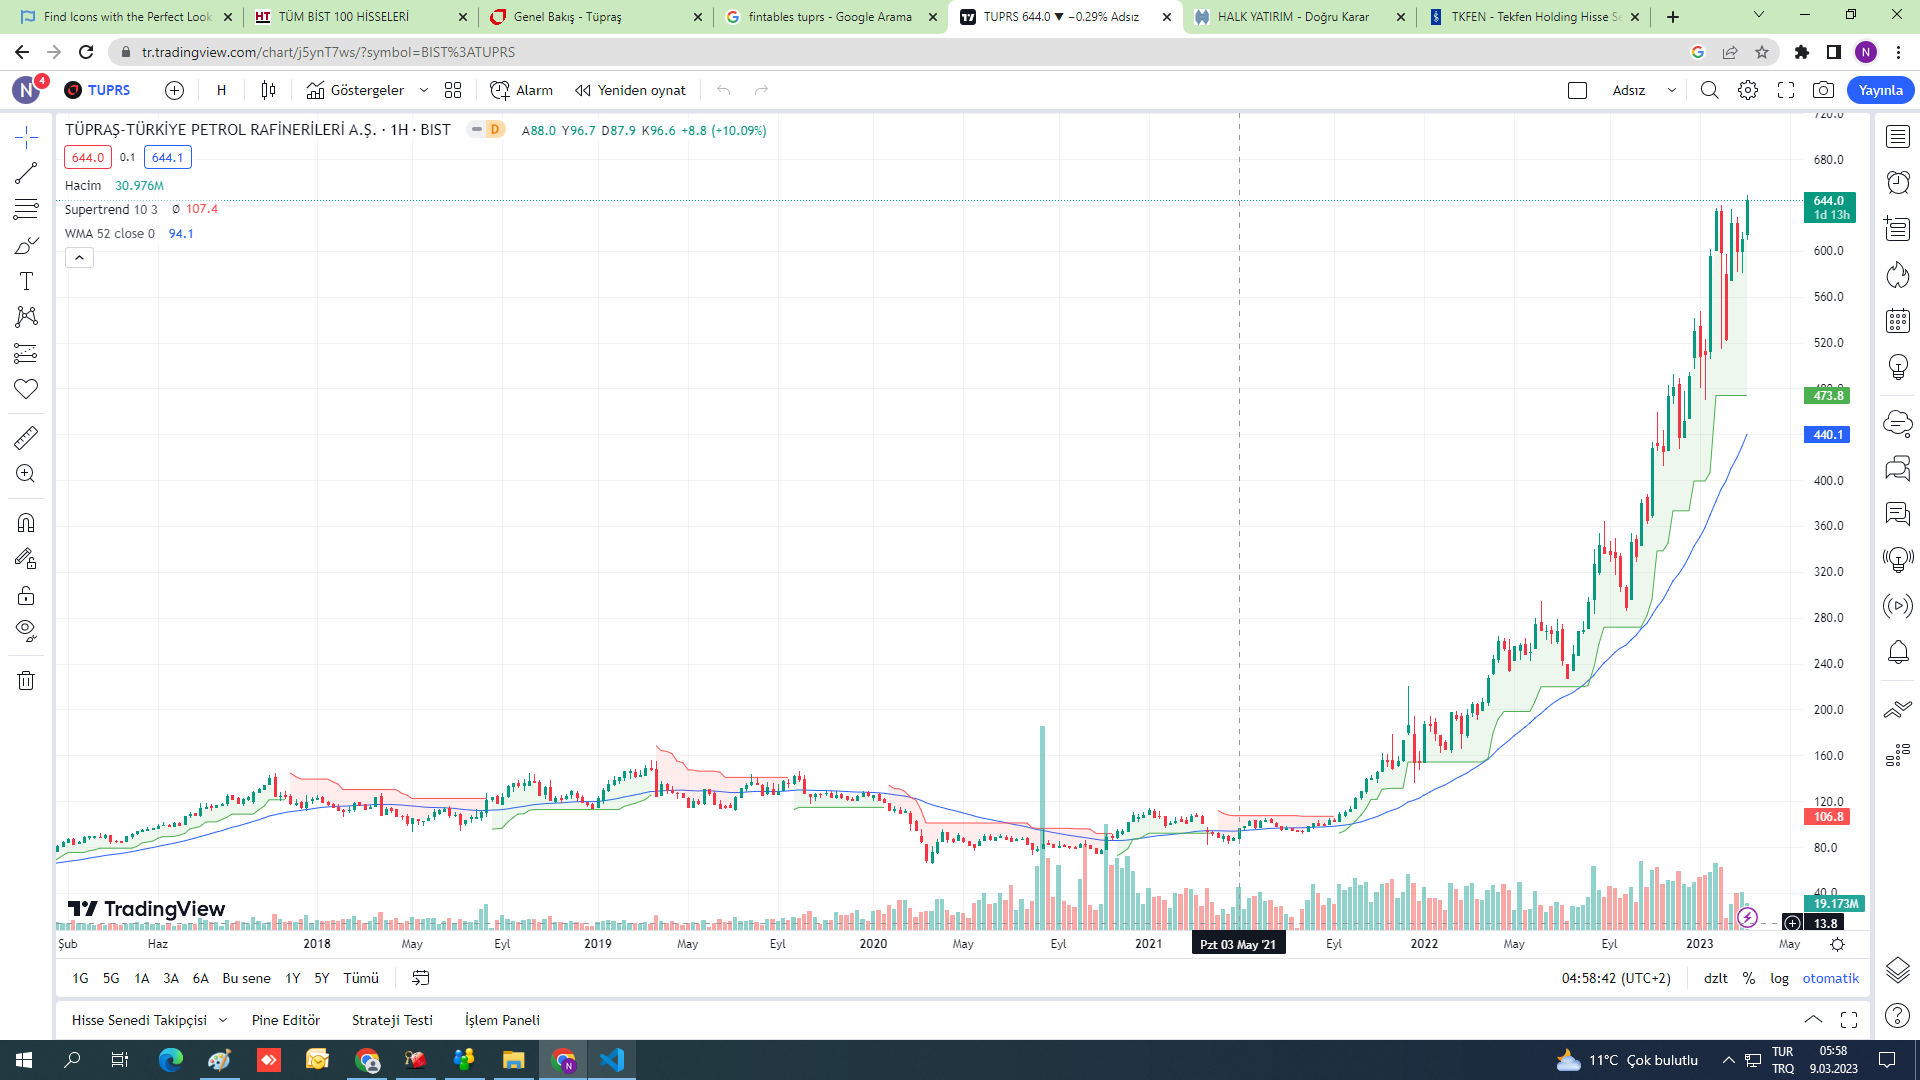 Find Icons with the Perfect Look
TÜM BİST 100 HİSSELERİ
Genel Bakış - Tüpraş
fintables tuprs - Google Arama
TUPRS 644.0 ▼ −0.29% Adsız
HALK YATIRIM - Doğru Karar
TKFEN - Tekfen Holding Hisse Se
tr.tradingview.com/chart/j5ynT7ws/?symbol=BIST%3ATUPRS
N
N 4
TUPRS
H
Göstergeler
Alarm
Yeniden oynat
Adsız
Yayınla
TÜPRAŞ-TÜRKİYE PETROL RAFİNERİLERİ A.Ş. · 1H · BIST
D
A88.0 Y96.7 D87.9 K96.6 +8.8 (+10.09%)
644.0 0.1 644.1
Hacim 30.976M
Supertrend 10 3 Ø 107.4
WMA 52 close 0 94.1
720.0
680.0
644.0
1d 13h
600.0
560.0
520.0
480.0
473.8
440.1
400.0
360.0
320.0
280.0
240.0
200.0
160.0
120.0
106.8
80.0
40.0
19.173M
13.8
TradingView
Şub Haz 2018 May Eyl 2019 May Eyl 2020 May Eyl 2021 Pzt 03 May '21 Eyl 2022 May Eyl 2023 May
1G 5G 1A 3A 6A Bu sene 1Y 5Y Tümü
04:58:42 (UTC+2) dzlt % log otomatik
Hisse Senedi Takipçisi Pine Editör Strateji Testi İşlem Paneli
11°C Çok bulutlu
TUR
TRQ
05:58
9.03.2023